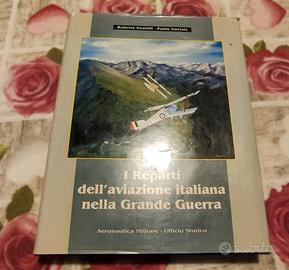 Roberto Gentilli - Paolo Varriale
I Reparti
dell'aviazione italiana
nella Grande Guerra
Aeronautica Militare - Ufficio Storico
subito